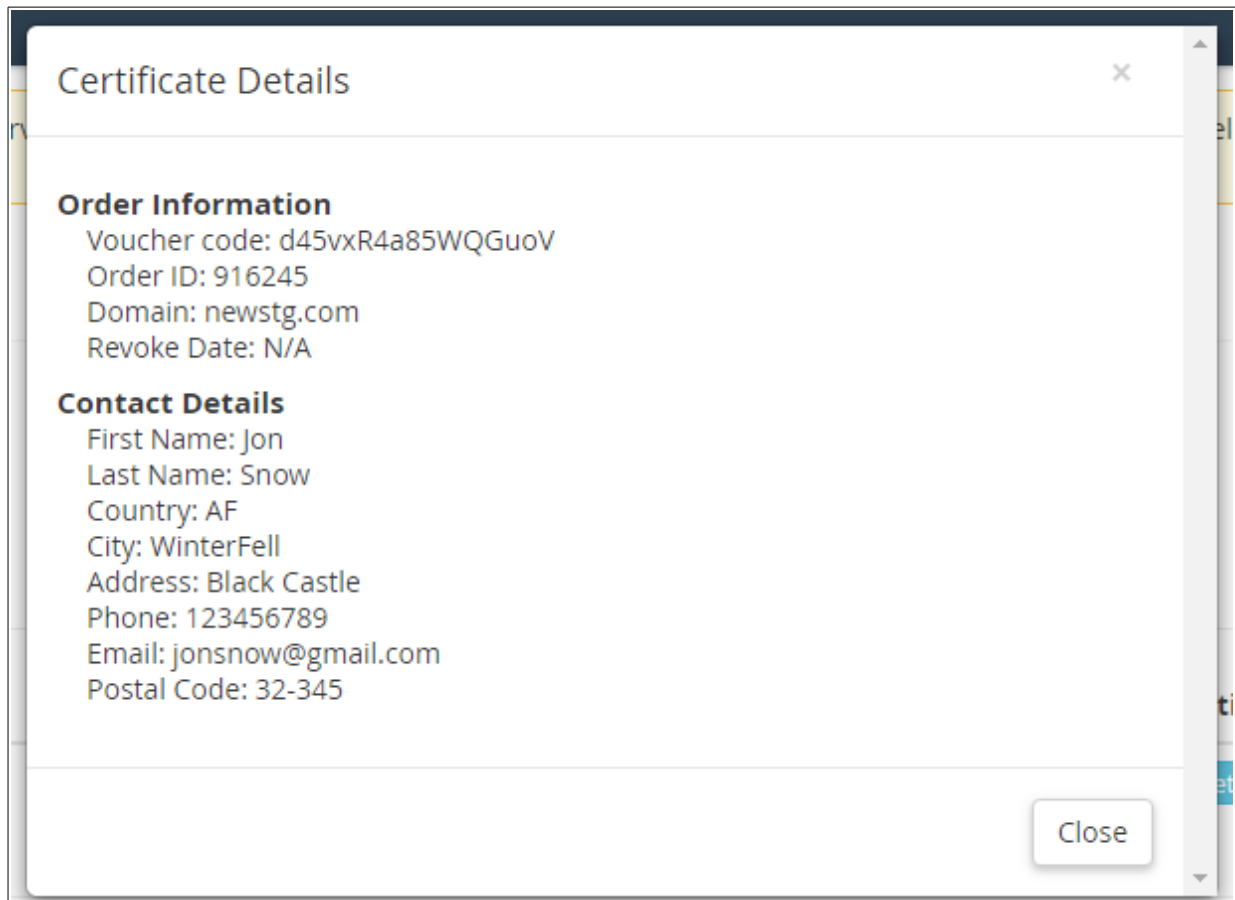 Certificate Details
×
Order Information
Voucher code: d45vxR4a85WQGuoV
Order ID: 916245
Domain: newstg.com
Revoke Date: N/A
Contact Details
First Name: Jon
Last Name: Snow
Country: AF
City: WinterFell
Address: Black Castle
Phone: 123456789
Email: jonsnow@gmail.com
Postal Code: 32-345
Close